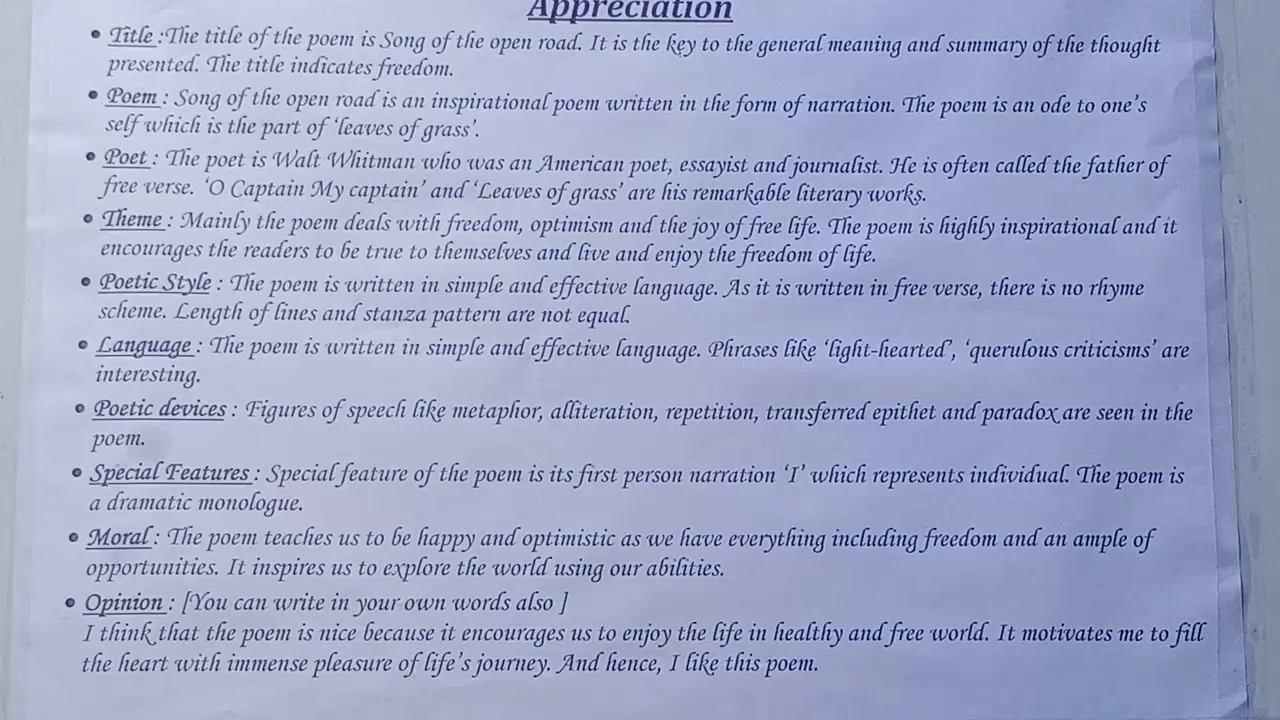 Appreciation
• Title :The title of the poem is Song of the open road. It is the key to the general meaning and summary of the thought
presented. The title indicates freedom.
• Poem : Song of the open road is an inspirational poem written in the form of narration. The poem is an ode to one's
self which is the part of 'leaves of grass'.
• Poet : The poet is Walt Whitman who was an American poet, essayist and journalist. He is often called the father of
free verse. 'O Captain My captain' and 'Leaves of grass' are his remarkable literary works.
• Theme : Mainly the poem deals with freedom, optimism and the joy of free life. The poem is highly inspirational and it
encourages the readers to be true to themselves and live and enjoy the freedom of life.
• Poetic Style : The poem is written in simple and effective language. As it is written in free verse, there is no rhyme
scheme. Length of lines and stanza pattern are not equal.
• Language : The poem is written in simple and effective language. Phrases like 'light-hearted', 'querulous criticisms' are
interesting.
• Poetic devices : Figures of speech like metaphor, alliteration, repetition, transferred epithet and paradox are seen in the
poem.
• Special Features : Special feature of the poem is its first person narration 'I' which represents individual. The poem is
a dramatic monologue.
• Moral : The poem teaches us to be happy and optimistic as we have everything including freedom and an ample of
opportunities. It inspires us to explore the world using our abilities.
• Opinion : [You can write in your own words also ]
I think that the poem is nice because it encourages us to enjoy the life in healthy and free world. It motivates me to fill
the heart with immense pleasure of life's journey. And hence, I like this poem.